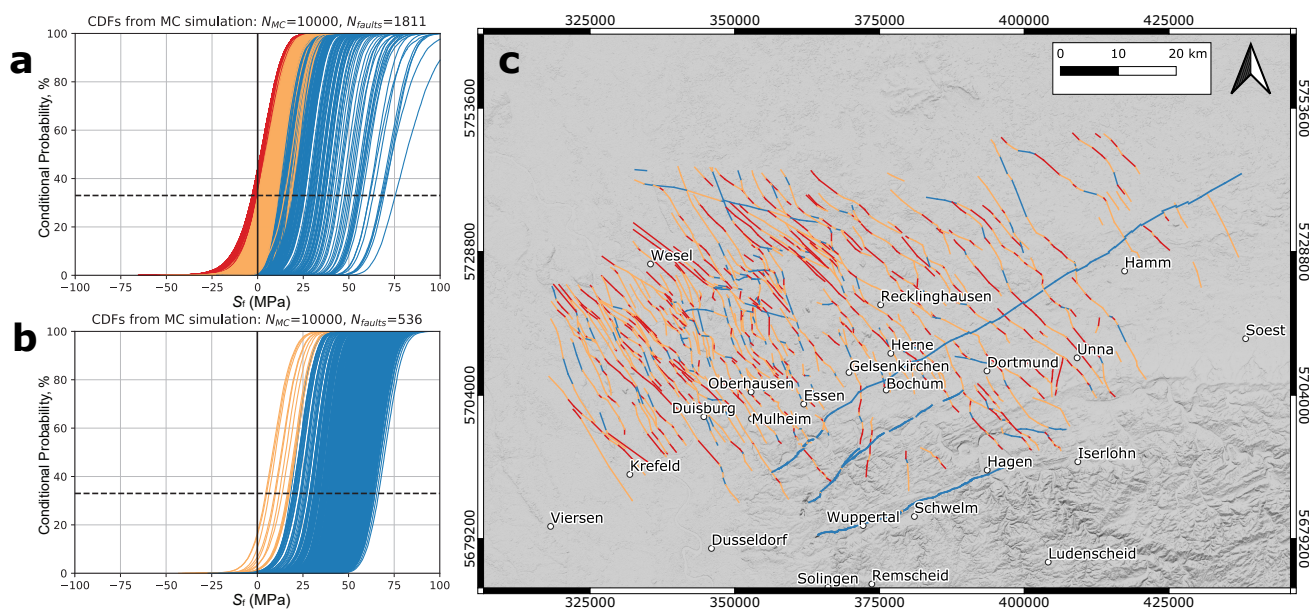 a
CDFs from MC simulation: N_MC=10000, N_faults=1811
Conditional Probability, %
100
80
60
40
20
0
−100 −75 −50 −25 0 25 50 75 100
S_f (MPa)
b
CDFs from MC simulation: N_MC=10000, N_faults=536
Conditional Probability, %
100
80
60
40
20
0
−100 −75 −50 −25 0 25 50 75 100
S_f (MPa)
c
325000 350000 375000 400000 425000
0 10 20 km
5753600 5753600
5728800 5728800
5704000 5704000
5679200 5679200
Wesel
Hamm
Recklinghausen
Soest
Herne
Unna
Gelsenkirchen
Dortmund
Oberhausen
Bochum
Essen
Duisburg
Mulheim
Iserlohn
Krefeld
Hagen
Schwelm
Viersen
Wuppertal
Dusseldorf
Ludenscheid
Solingen
Remscheid
325000 350000 375000 400000 425000